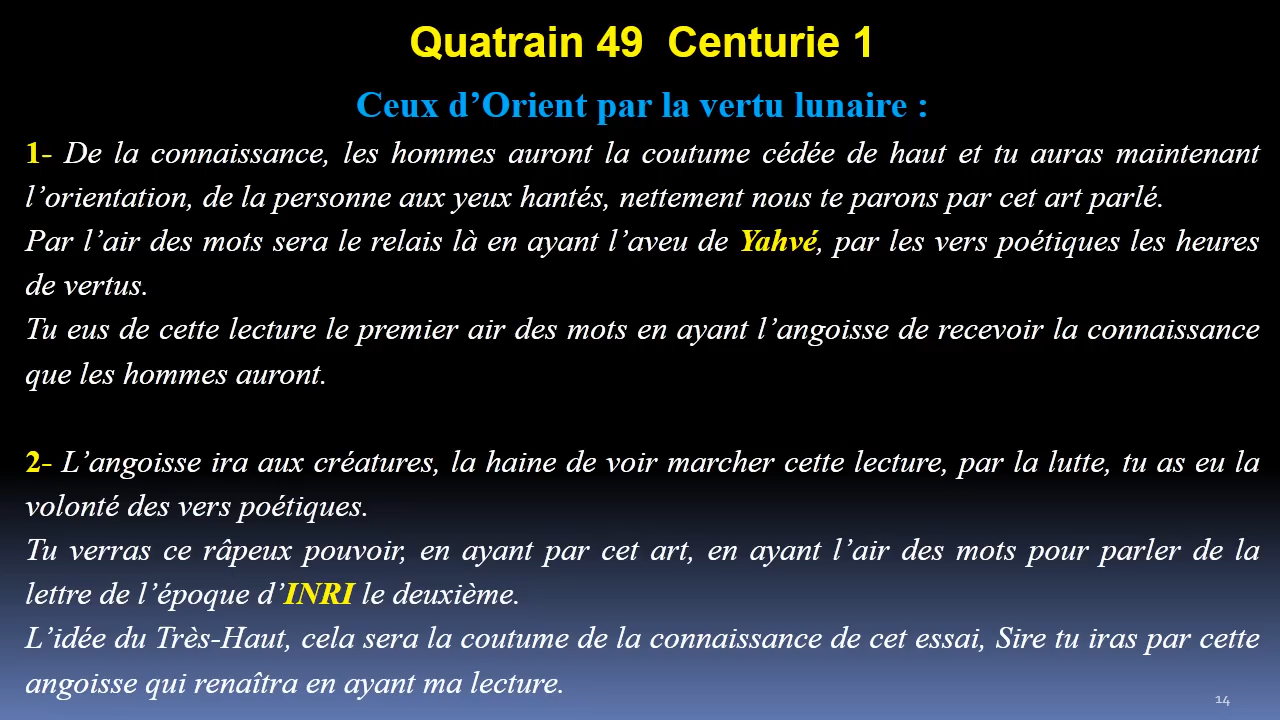 Quatrain 49 Centurie 1
Ceux d’Orient par la vertu lunaire :
1- De la connaissance, les hommes auront la coutume cédée de haut et tu auras maintenant
l’orientation, de la personne aux yeux hantés, nettement nous te parons par cet art parlé.
Par l’air des mots sera le relais là en ayant l’aveu de Yahvé, par les vers poétiques les heures
de vertus.
Tu eus de cette lecture le premier air des mots en ayant l’angoisse de recevoir la connaissance
que les hommes auront.
2- L’angoisse ira aux créatures, la haine de voir marcher cette lecture, par la lutte, tu as eu la
volonté des vers poétiques.
Tu verras ce râpeux pouvoir, en ayant par cet art, en ayant l’air des mots pour parler de la
lettre de l’époque d’INRI le deuxième.
L’idée du Très-Haut, cela sera la coutume de la connaissance de cet essai, Sire tu iras par cette
angoisse qui renaîtra en ayant ma lecture.
14